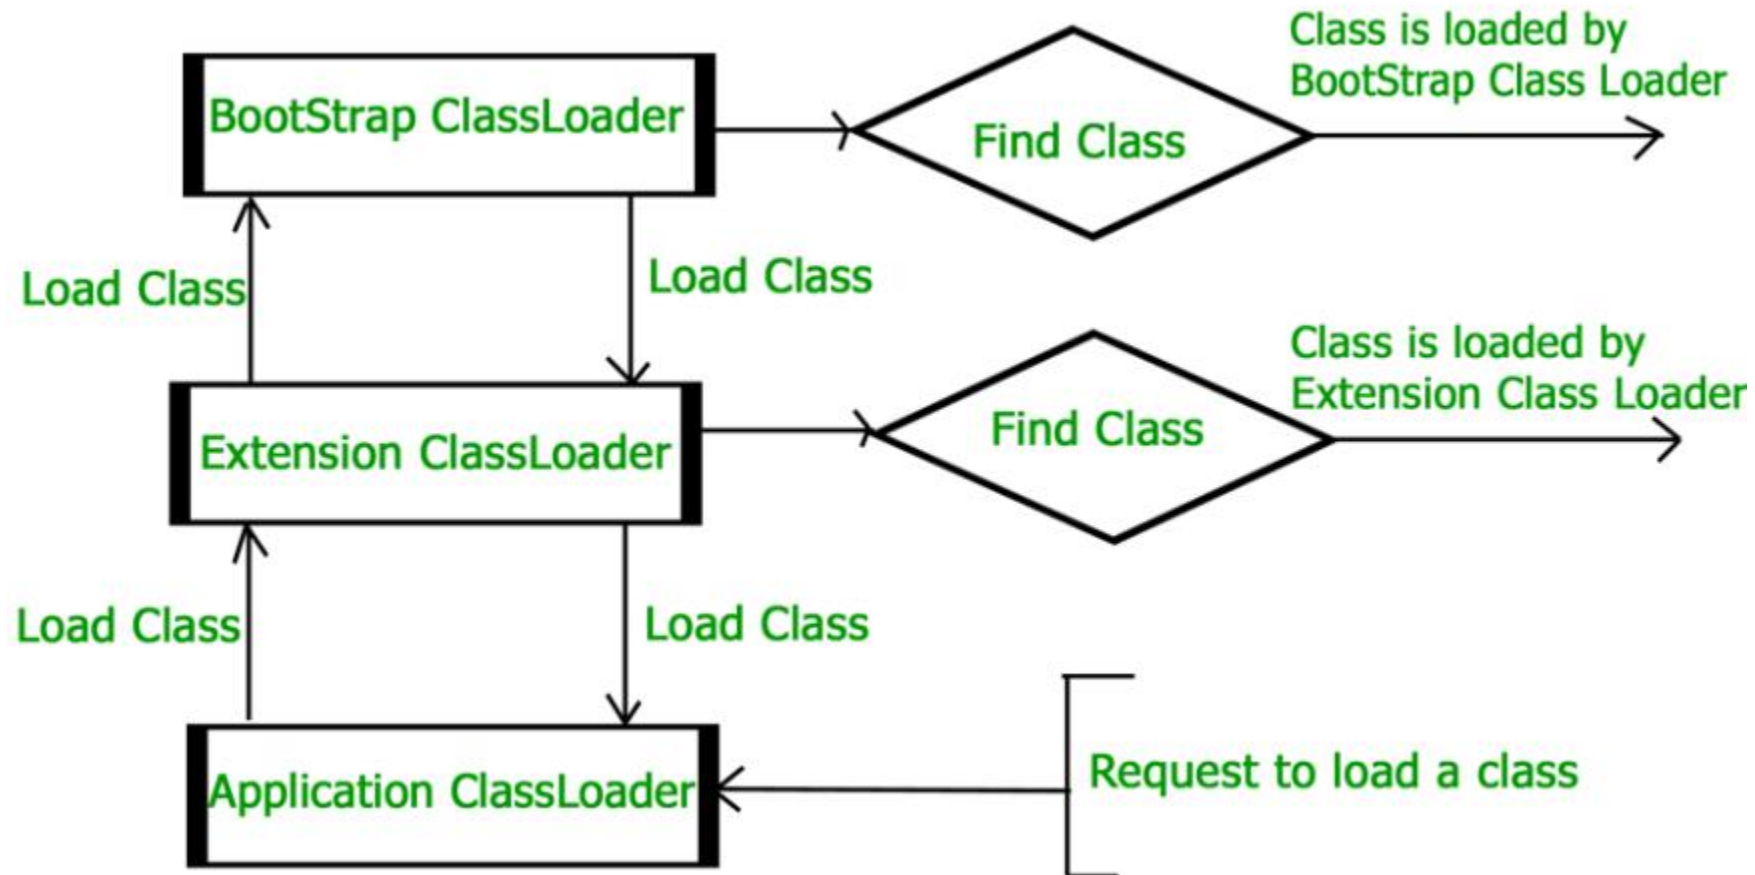 BootStrap ClassLoader
Find Class
Class is loaded by
BootStrap Class Loader
Load Class
Load Class
Extension ClassLoader
Find Class
Class is loaded by
Extension Class Loader
Load Class
Load Class
Application ClassLoader
Request to load a class